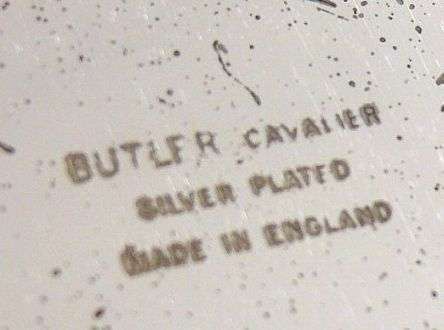 BUTLER CAVALIER
SILVER PLATED
MADE IN ENGLAND